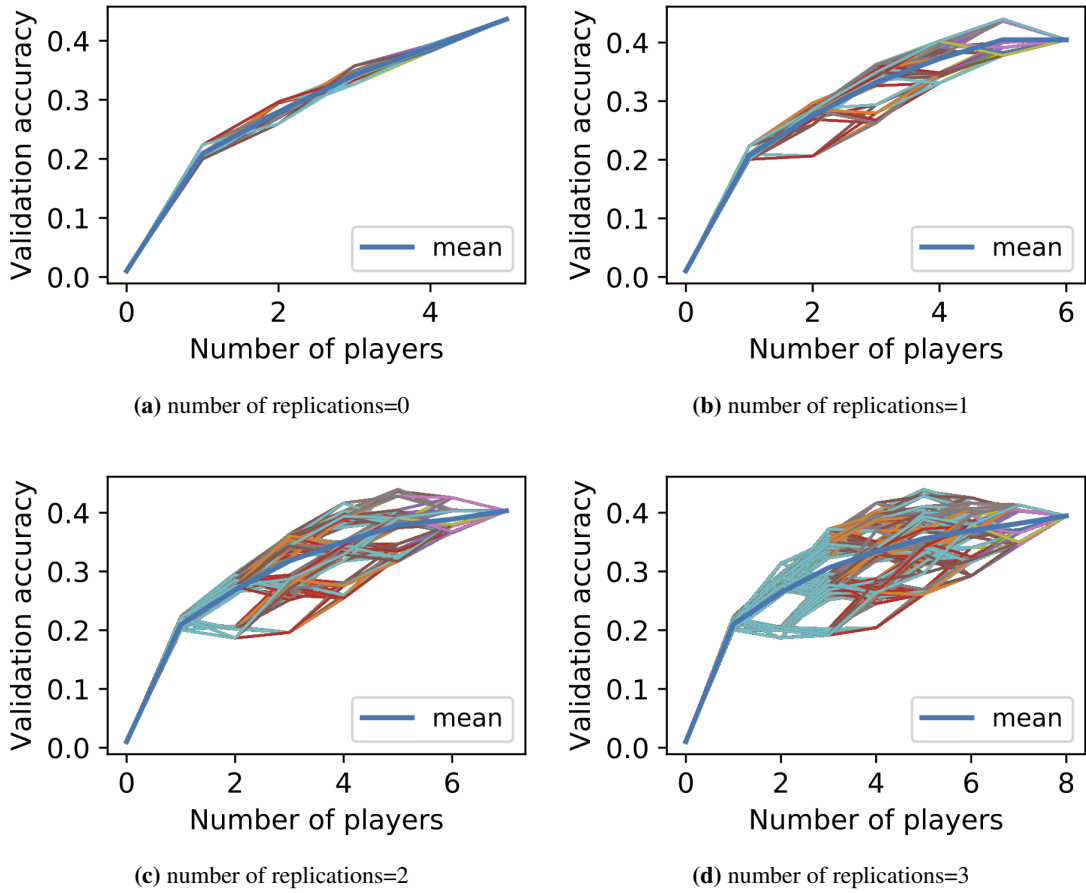 Validation accuracy
0.4
0.3
0.2
0.1
0.0
mean
0 2 4
Number of players
(a) number of replications=0
Validation accuracy
0.4
0.3
0.2
0.1
0.0
mean
0 2 4 6
Number of players
(b) number of replications=1
Validation accuracy
0.4
0.3
0.2
0.1
0.0
mean
0 2 4 6
Number of players
(c) number of replications=2
Validation accuracy
0.4
0.3
0.2
0.1
0.0
mean
0 2 4 6 8
Number of players
(d) number of replications=3